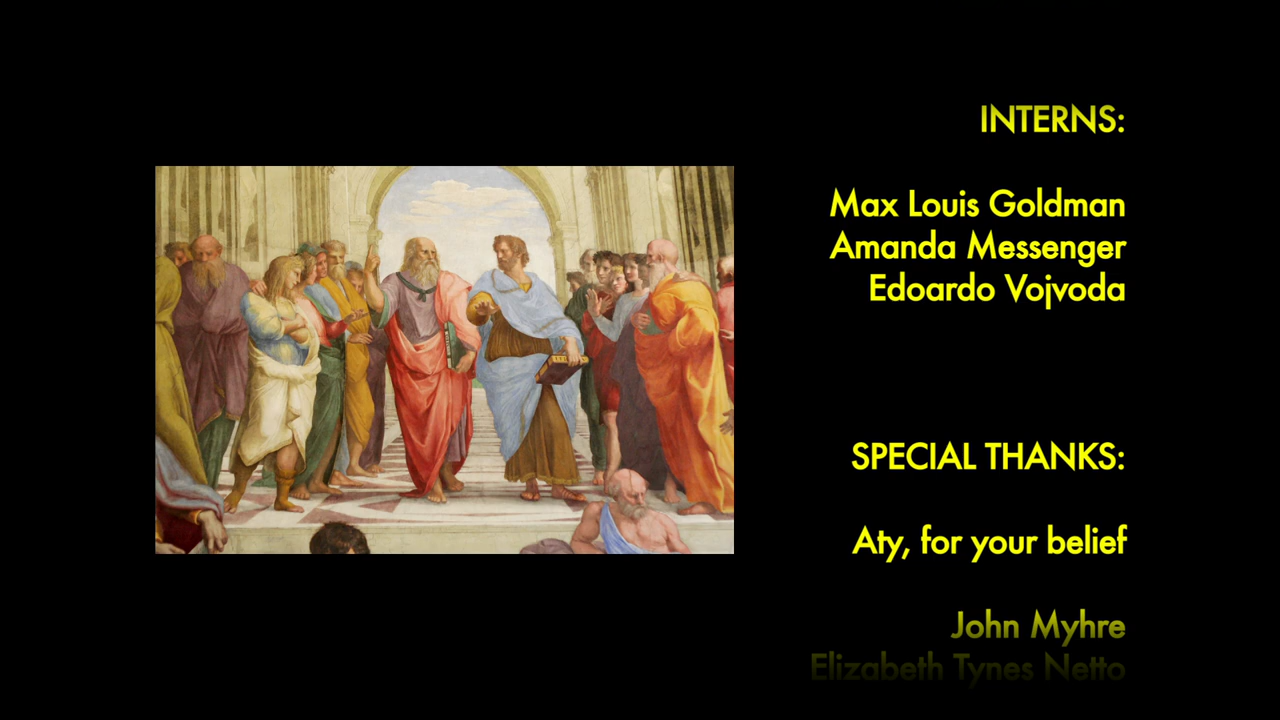 INTERNS:
Max Louis Goldman
Amanda Messenger
Edoardo Vojvoda
SPECIAL THANKS:
Aty, for your belief
John Myhre
Elizabeth Tynes Netto